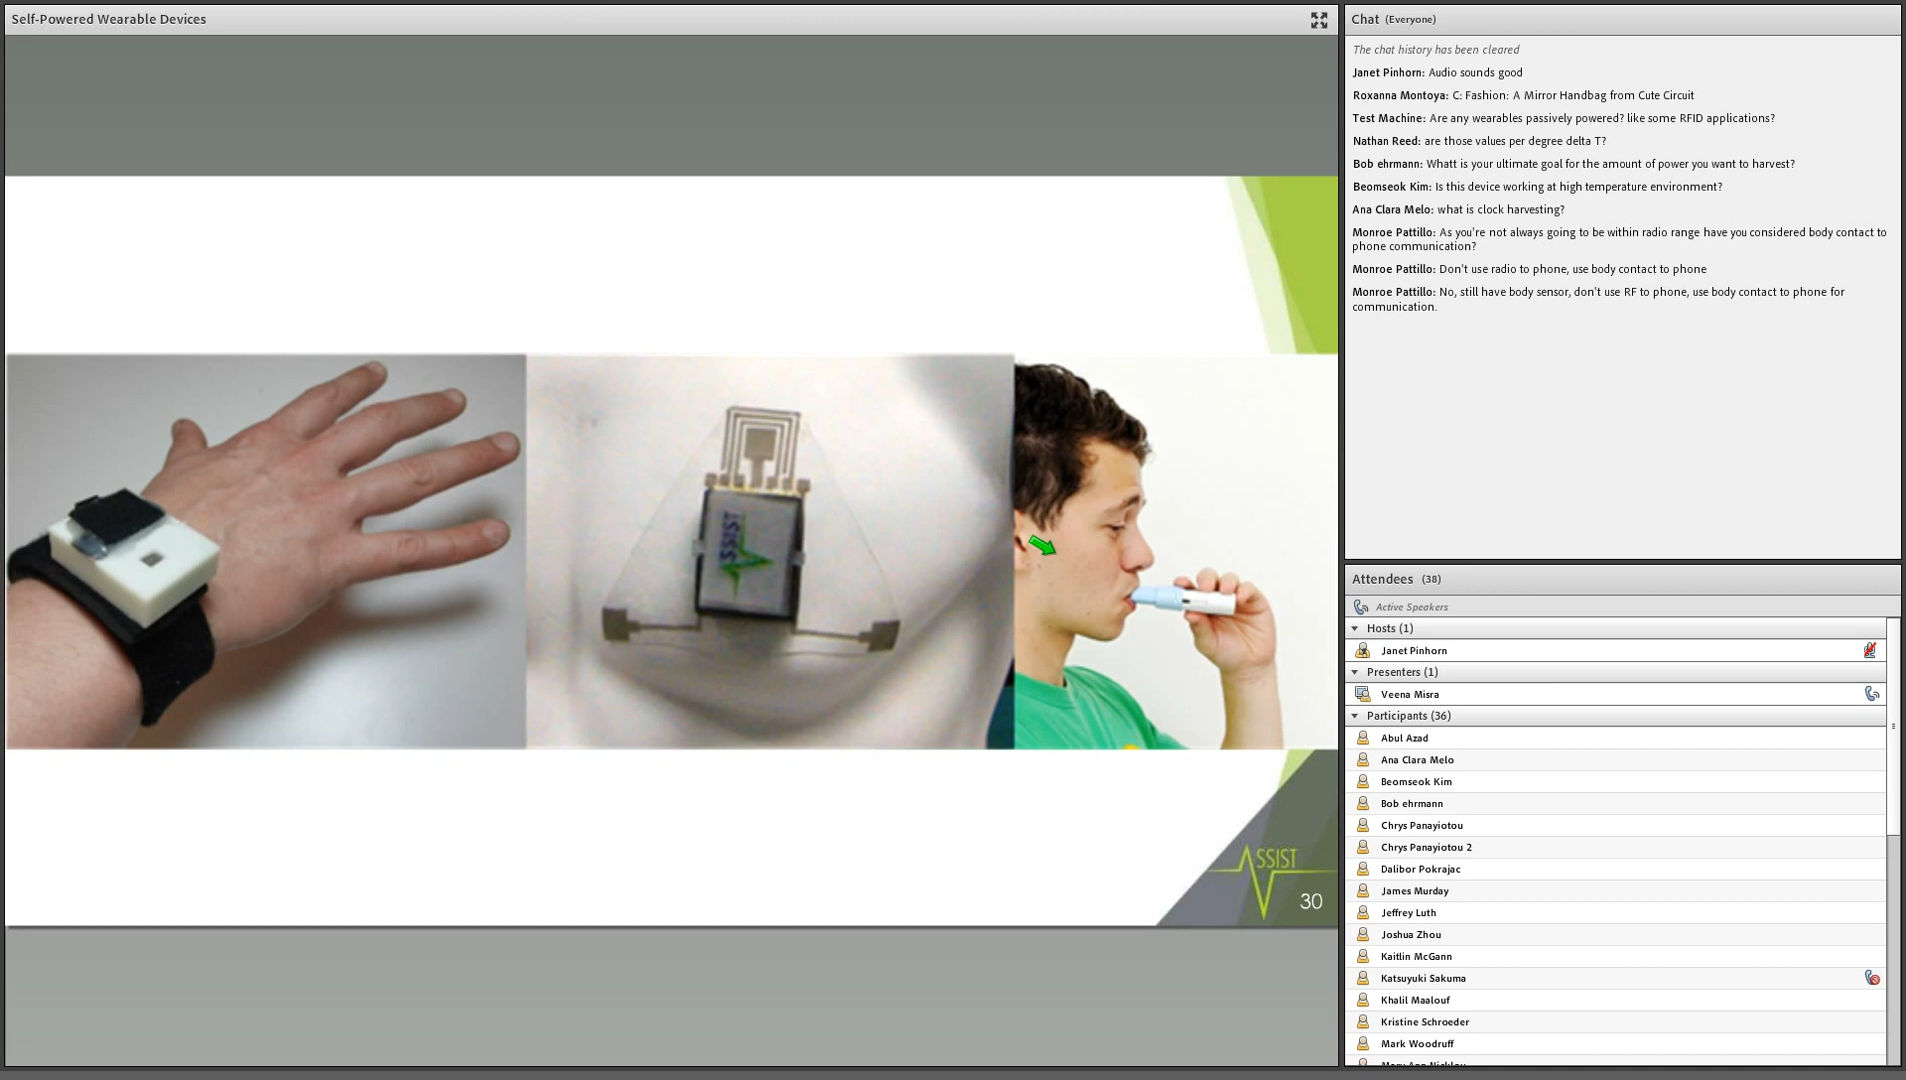 Self-Powered Wearable Devices
SSIST
SSIST
30
Chat (Everyone)
The chat history has been cleared
Janet Pinhorn: Audio sounds good
Roxanna Montoya: C: Fashion: A Mirror Handbag from Cute Circuit
Test Machine: Are any wearables passively powered? like some RFID applications?
Nathan Reed: are those values per degree delta T?
Bob ehrmann: Whatt is your ultimate goal for the amount of power you want to harvest?
Beomseok Kim: Is this device working at high temperature environment?
Ana Clara Melo: what is clock harvesting?
Monroe Pattillo: As you're not always going to be within radio range have you considered body contact to
phone communication?
Monroe Pattillo: Don't use radio to phone, use body contact to phone
Monroe Pattillo: No, still have body sensor, don't use RF to phone, use body contact to phone for
communication.
Attendees (38)
Active Speakers
Hosts (1)
Janet Pinhorn
Presenters (1)
Veena Misra
Participants (36)
Abul Azad
Ana Clara Melo
Beomseok Kim
Bob ehrmann
Chrys Panayiotou
Chrys Panayiotou 2
Dalibor Pokrajac
James Murday
Jeffrey Luth
Joshua Zhou
Kaitlin McGann
Katsuyuki Sakuma
Khalil Maalouf
Kristine Schroeder
Mark Woodruff